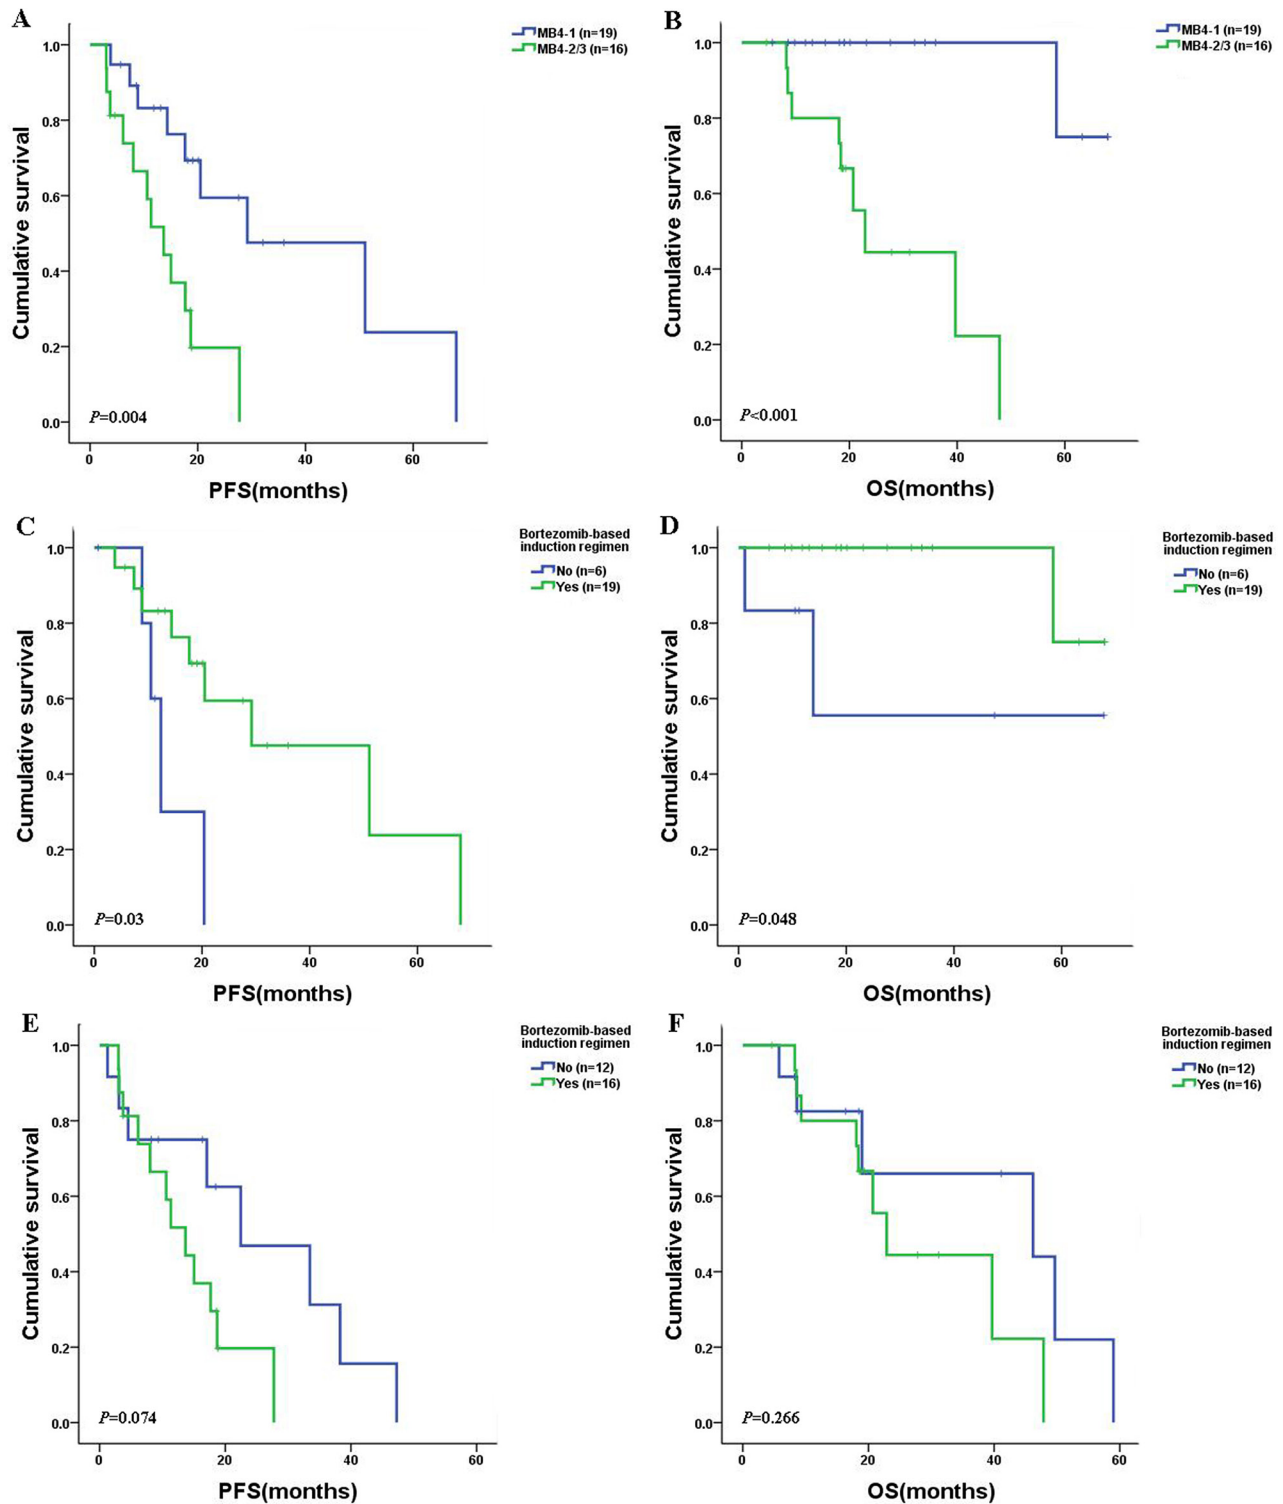 A
MB4-1 (n=19)
MB4-2/3 (n=16)
Cumulative survival
1.0
0.8
0.6
0.4
0.2
0.0
P=0.004
0 20 40 60
PFS(months)
B
MB4-1 (n=19)
MB4-2/3 (n=16)
Cumulative survival
1.0
0.8
0.6
0.4
0.2
0.0
P<0.001
0 20 40 60
OS(months)
C
Bortezomib-based
induction regimen
No (n=6)
Yes (n=19)
Cumulative survival
1.0
0.8
0.6
0.4
0.2
0.0
P=0.03
0 20 40 60
PFS(months)
D
Bortezomib-based
induction regimen
No (n=6)
Yes (n=19)
Cumulative survival
1.0
0.8
0.6
0.4
0.2
0.0
P=0.048
0 20 40 60
OS(months)
E
Bortezomib-based
induction regimen
No (n=12)
Yes (n=16)
Cumulative survival
1.0
0.8
0.6
0.4
0.2
0.0
P=0.074
0 20 40 60
PFS(months)
F
Bortezomib-based
induction regimen
No (n=12)
Yes (n=16)
Cumulative survival
1.0
0.8
0.6
0.4
0.2
0.0
P=0.266
0 20 40 60
OS(months)